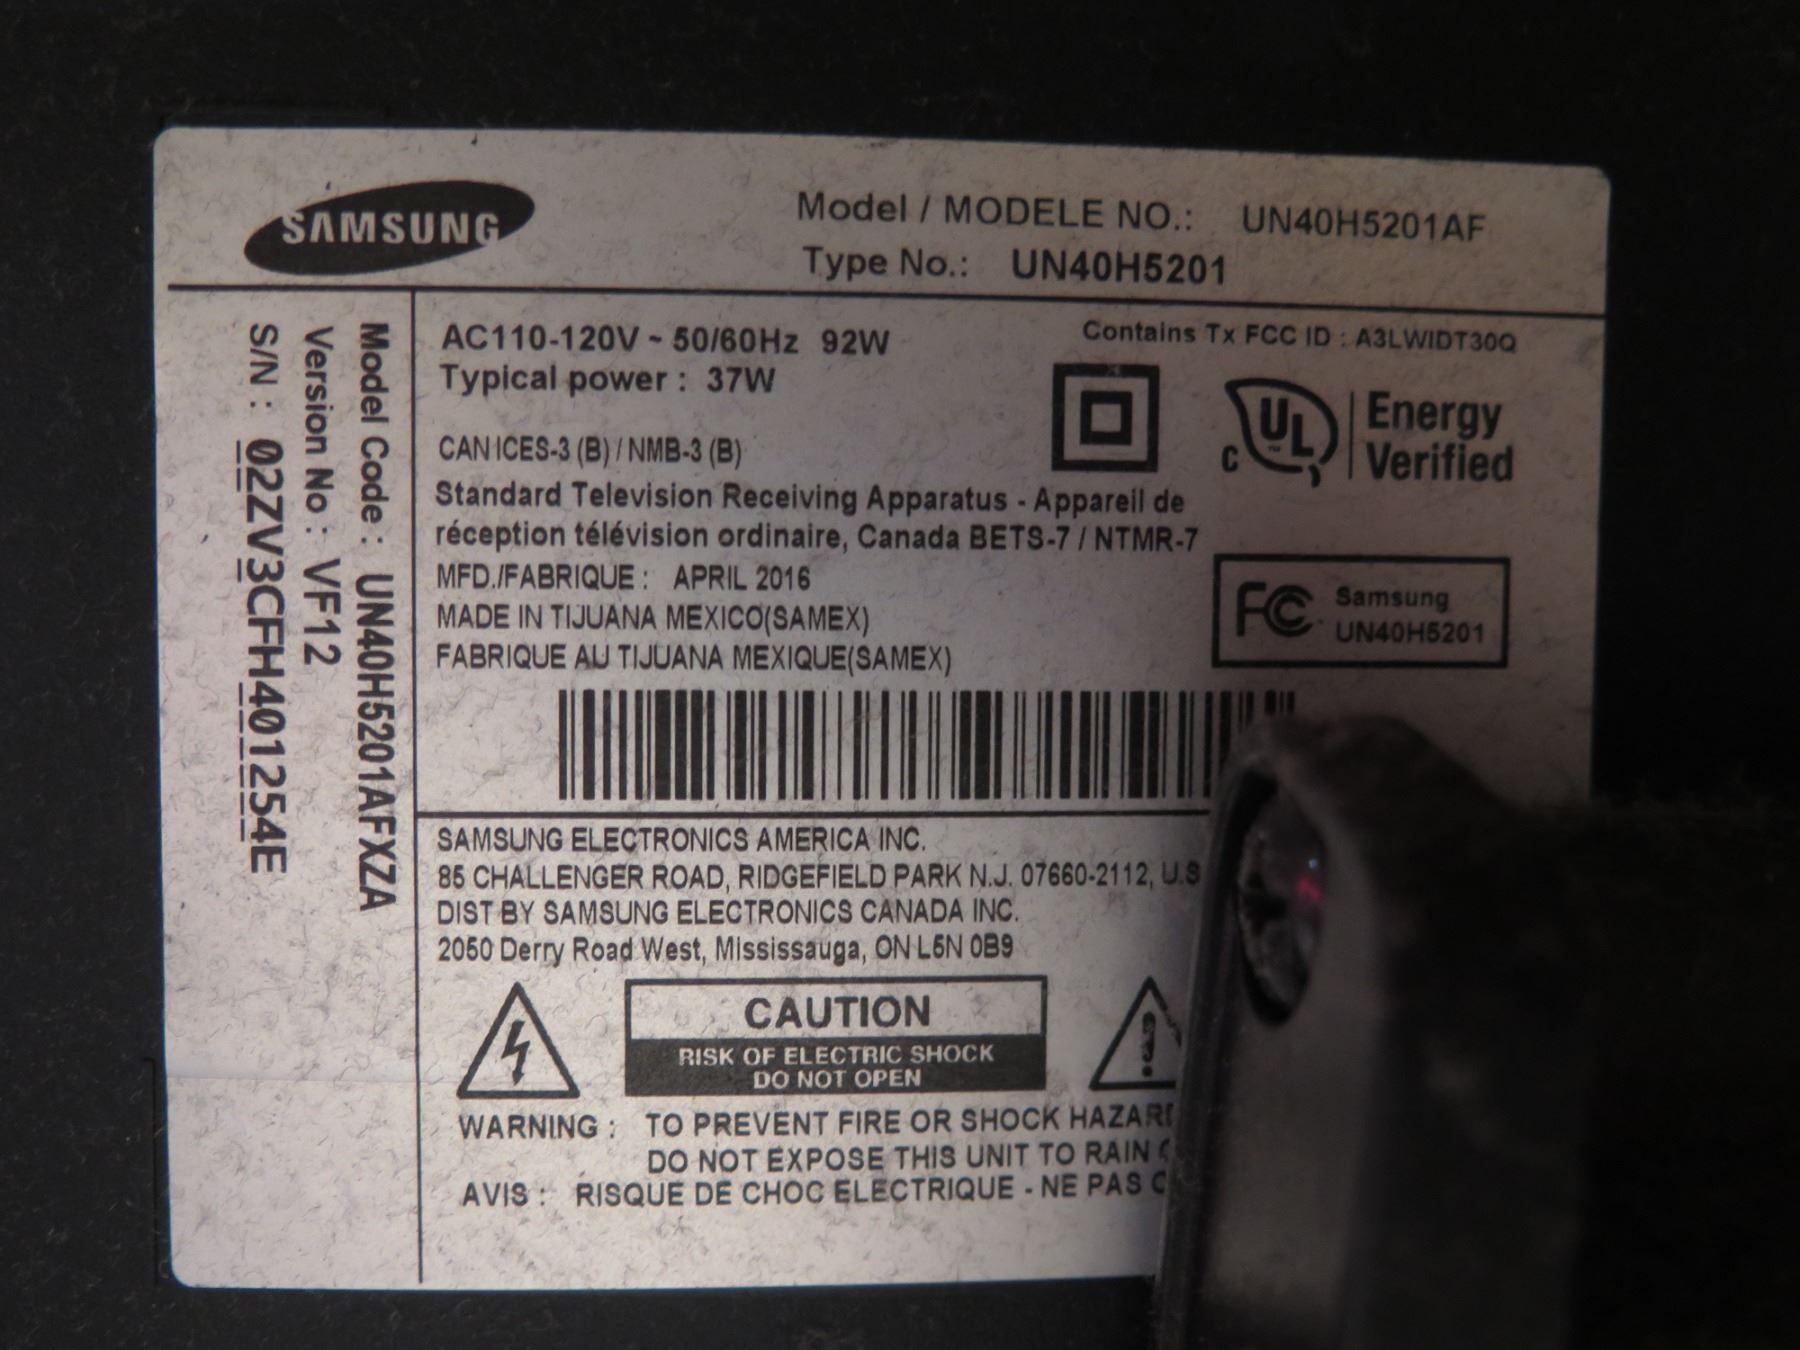 SAMSUNG
Model / MODELE NO.: UN40H5201AF
Type No.: UN40H5201
Model Code : UN40H5201AFXZA
Version No : VF12
S/N : 02ZV3CFH401254E
AC110-120V ~ 50/60Hz 92W
Typical power : 37W
Contains Tx FCC ID : A3LWIDT30Q
C UL Energy
Verified
CAN ICES-3 (B) / NMB-3 (B)
Standard Television Receiving Apparatus - Appareil de
réception télévision ordinaire, Canada BETS-7 / NTMR-7
MFD./FABRIQUE : APRIL 2016
MADE IN TIJUANA MEXICO(SAMEX)
FABRIQUE AU TIJUANA MEXIQUE(SAMEX)
FC Samsung
UN40H5201
SAMSUNG ELECTRONICS AMERICA INC.
85 CHALLENGER ROAD, RIDGEFIELD PARK N.J. 07660-2112, U.S
DIST BY SAMSUNG ELECTRONICS CANADA INC.
2050 Derry Road West, Mississauga, ON L5N 0B9
CAUTION
RISK OF ELECTRIC SHOCK
DO NOT OPEN
WARNING : TO PREVENT FIRE OR SHOCK
DO NOT EXPOSE THIS UNIT TO RAIN
AVIS : RISQUE DE CHOC ELECTRIQUE - NE PAS